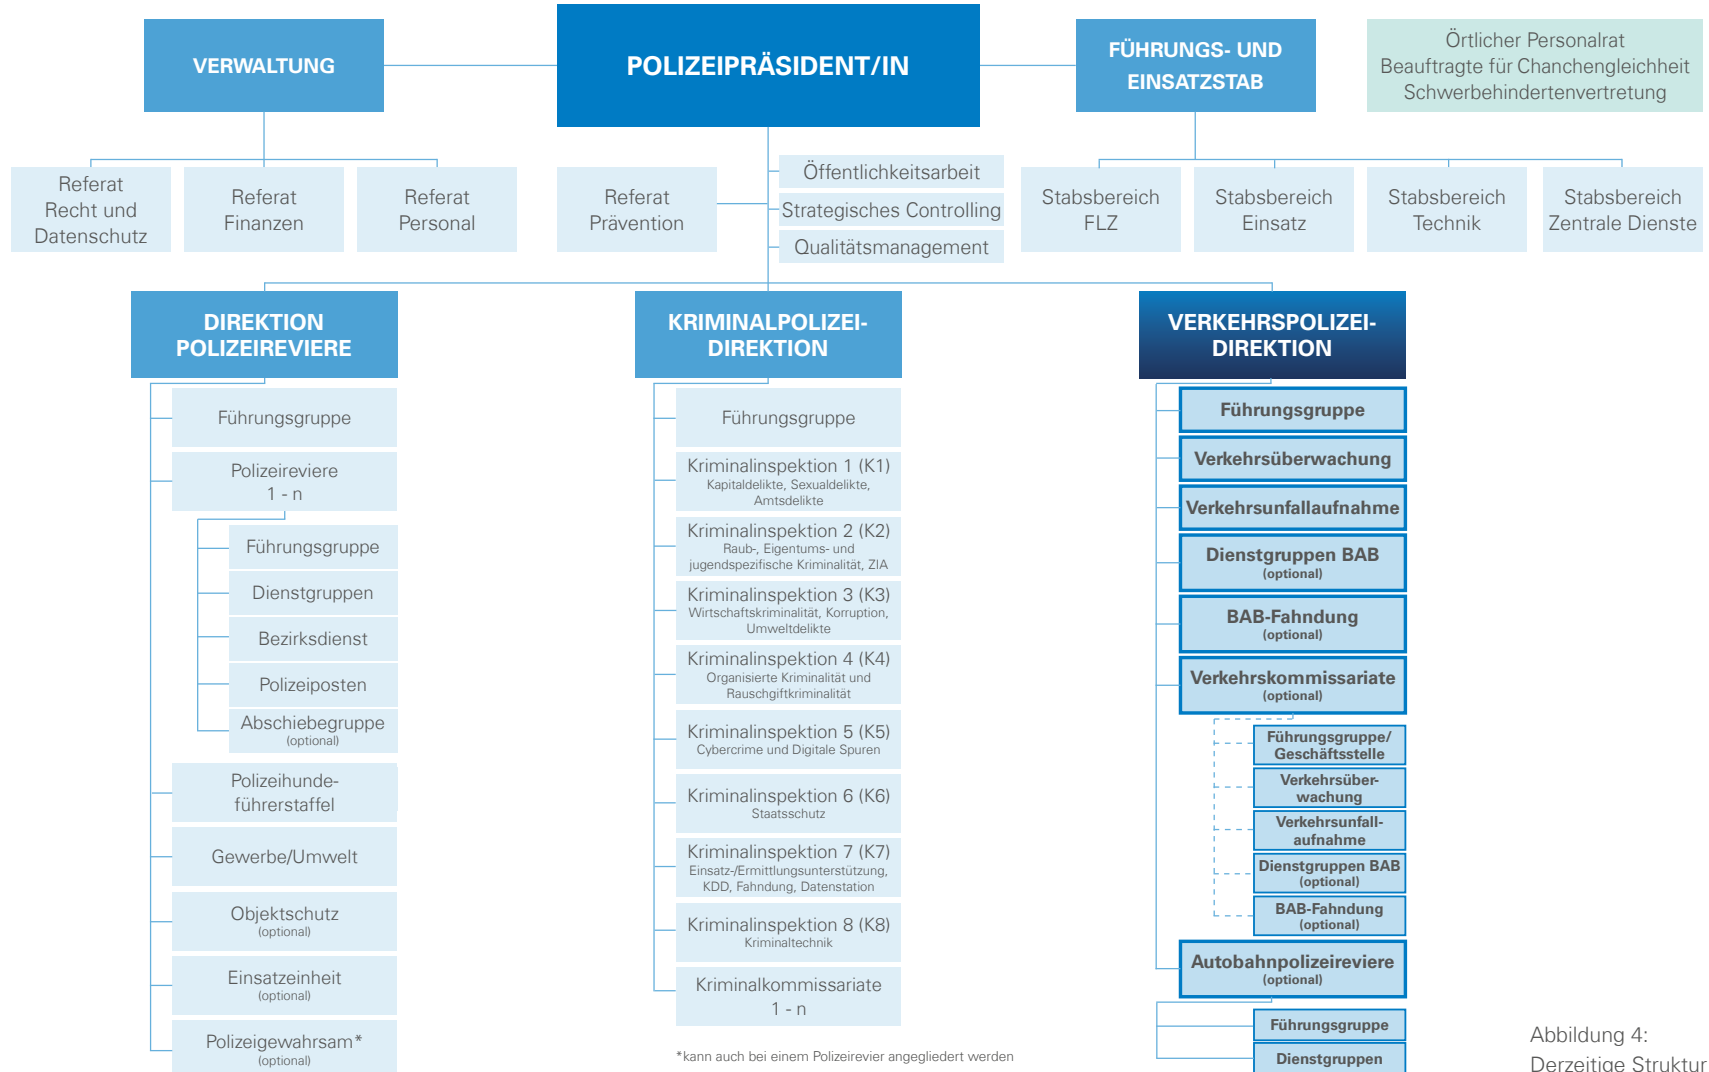 VERWALTUNG
POLIZEIPRÄSIDENT/IN
FÜHRUNGS- UND
EINSATZSTAB
Örtlicher Personalrat
Beauftragte für Chanchengleichheit
Schwerbehindertenvertretung
Referat
Recht und
Datenschutz
Referat
Finanzen
Referat
Personal
Referat
Prävention
Öffentlichkeitsarbeit
Strategisches Controlling
Qualitätsmanagement
Stabsbereich
FLZ
Stabsbereich
Einsatz
Stabsbereich
Technik
Stabsbereich
Zentrale Dienste
DIREKTION
POLIZEIREVIERE
Führungsgruppe
Polizeireviere
1 - n
Führungsgruppe
Dienstgruppen
Bezirksdienst
Polizeiposten
Abschiebegruppe
(optional)
Polizeihunde-
führerstaffel
Gewerbe/Umwelt
Objektschutz
(optional)
Einsatzeinheit
(optional)
Polizeigewahrsam*
(optional)
KRIMINALPOLIZEI-
DIREKTION
Führungsgruppe
Kriminalinspektion 1 (K1)
Kapitaldelikte, Sexualdelikte,
Amtsdelikte
Kriminalinspektion 2 (K2)
Raub-, Eigentums- und
jugendspezifische Kriminalität, ZIA
Kriminalinspektion 3 (K3)
Wirtschaftskriminalität, Korruption,
Umweltdelikte
Kriminalinspektion 4 (K4)
Organisierte Kriminalität und
Rauschgiftkriminalität
Kriminalinspektion 5 (K5)
Cybercrime und Digitale Spuren
Kriminalinspektion 6 (K6)
Staatsschutz
Kriminalinspektion 7 (K7)
Einsatz-/Ermittlungsunterstützung,
KDD, Fahndung, Datenstation
Kriminalinspektion 8 (K8)
Kriminaltechnik
Kriminalkommissariate
1 - n
*kann auch bei einem Polizeirevier angegliedert werden
VERKEHRSPOLIZEI-
DIREKTION
Führungsgruppe
Verkehrsüberwachung
Verkehrsunfallaufnahme
Dienstgruppen BAB
(optional)
BAB-Fahndung
(optional)
Verkehrskommissariate
(optional)
Führungsgruppe/
Geschäftsstelle
Verkehrsüber-
wachung
Verkehrsunfall-
aufnahme
Dienstgruppen BAB
(optional)
BAB-Fahndung
(optional)
Autobahnpolizeireviere
(optional)
Führungsgruppe
Dienstgruppen
Abbildung 4:
Derzeitige Struktur